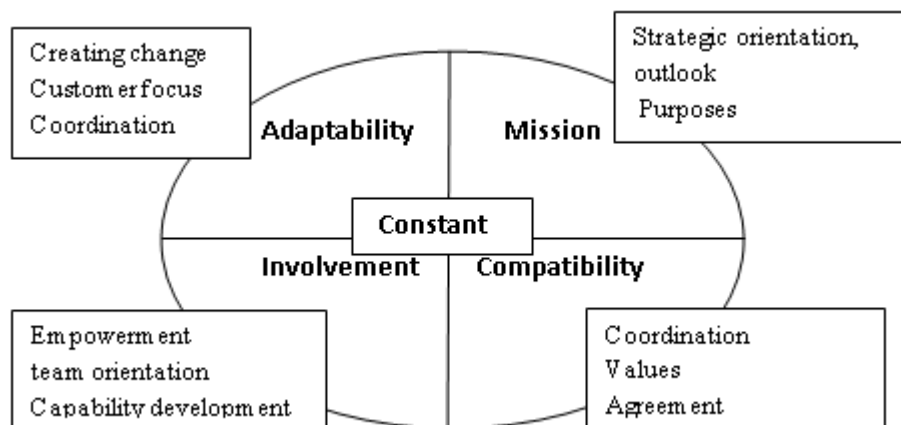 Creating change
Customer focus
Coordination
Strategic orientation,
outlook
Purposes
Adaptability
Mission
Constant
Involvement
Compatibility
Empowerment
team orientation
Capability development
Coordination
Values
Agreement